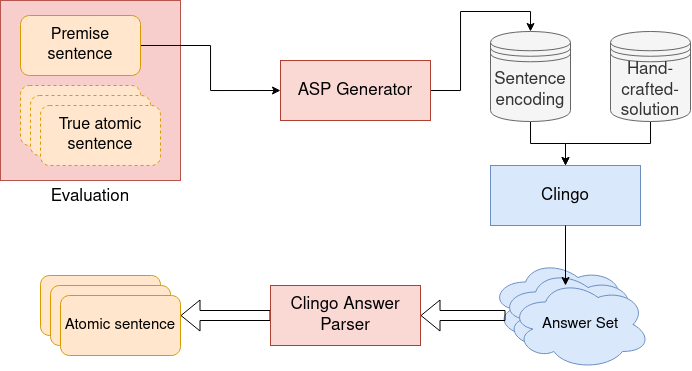 Premise
sentence
True atomic
sentence
Evaluation
ASP Generator
Sentence
encoding
Hand-
crafted-
solution
Clingo
Answer Set
Clingo Answer
Parser
Atomic sentence